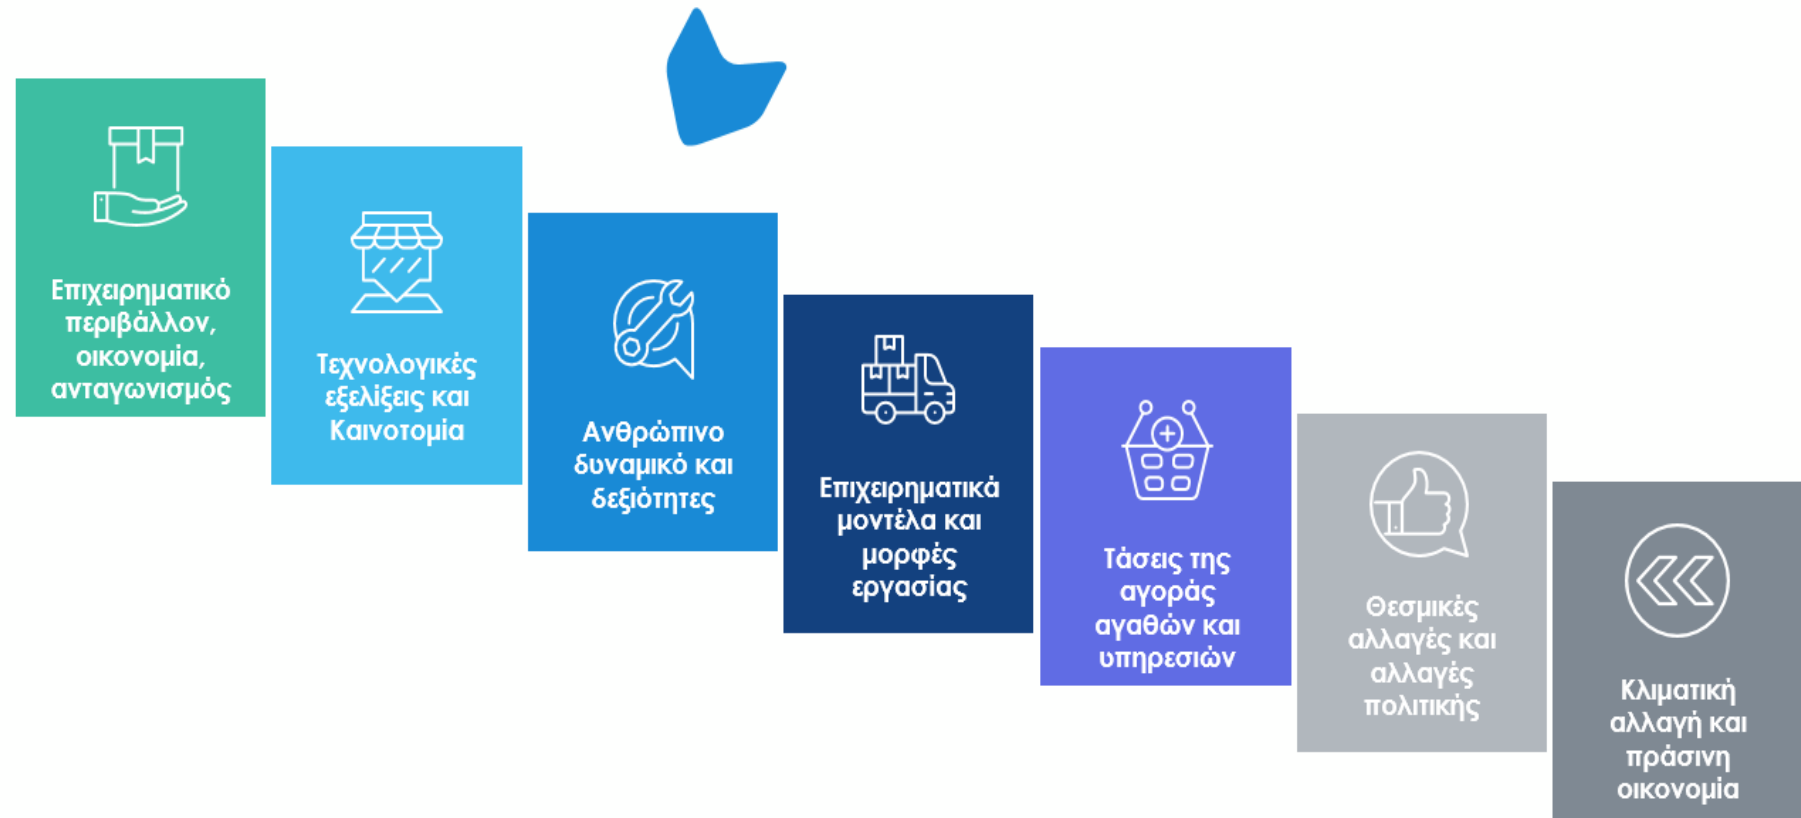 Επιχειρηματικό
περιβάλλον,
οικονομία,
ανταγωνισμός
Τεχνολογικές
εξελίξεις και
Καινοτομία
Ανθρώπινο
δυναμικό και
δεξιότητες
Επιχειρηματικά
μοντέλα και
μορφές
εργασίας
Τάσεις της
αγοράς
αγαθών και
υπηρεσιών
Θεσμικές
αλλαγές και
αλλαγές
πολιτικής
Κλιματική
αλλαγή και
πράσινη
οικονομία